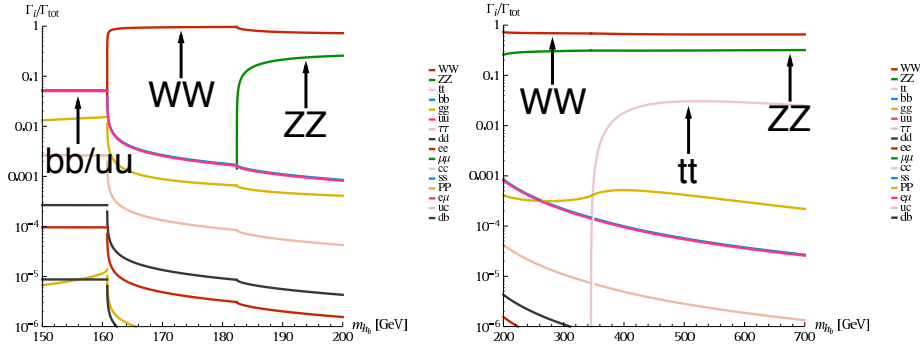 Γi/Γtot
1
0.1
0.01
0.001
10-4
10-5
10-6
150
160
170
180
190
200
mhb [GeV]
bb/uu
WW
ZZ
WW
ZZ
tt
bb
gg
uu
ττ
dd
ee
μμ
cc
ss
PP
eμ
uc
db
Γi/Γtot
1
0.1
0.01
0.001
10-4
10-5
10-6
200
300
400
500
600
700
mhb [GeV]
WW
ZZ
tt
WW
ZZ
tt
bb
gg
uu
ττ
dd
ee
μμ
cc
ss
PP
eμ
uc
db